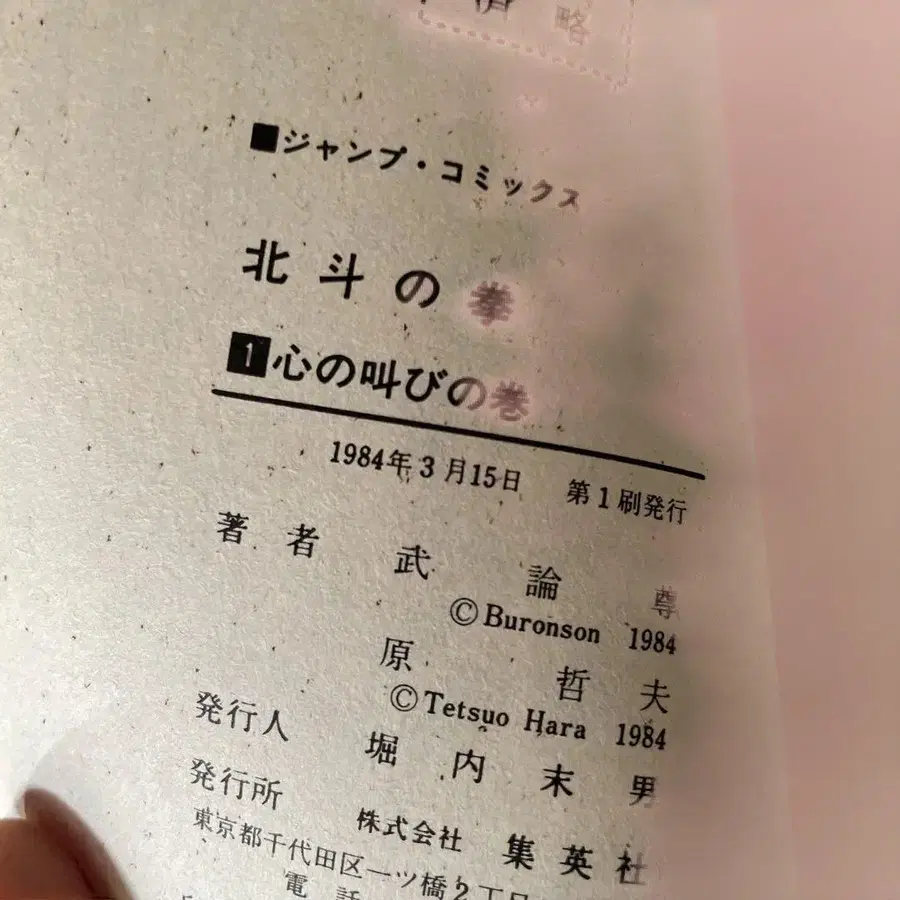 略
■ジャンプ・コミックス
北斗の拳
1心の叫びの巻
1984年3月15日 第1刷発行
著者 武論尊
©Buronson 1984
原哲夫
©Tetsuo Hara 1984
発行人 堀内末男
発行所 株式会社 集英社
東京都千代田区一ツ橋2丁目
電話